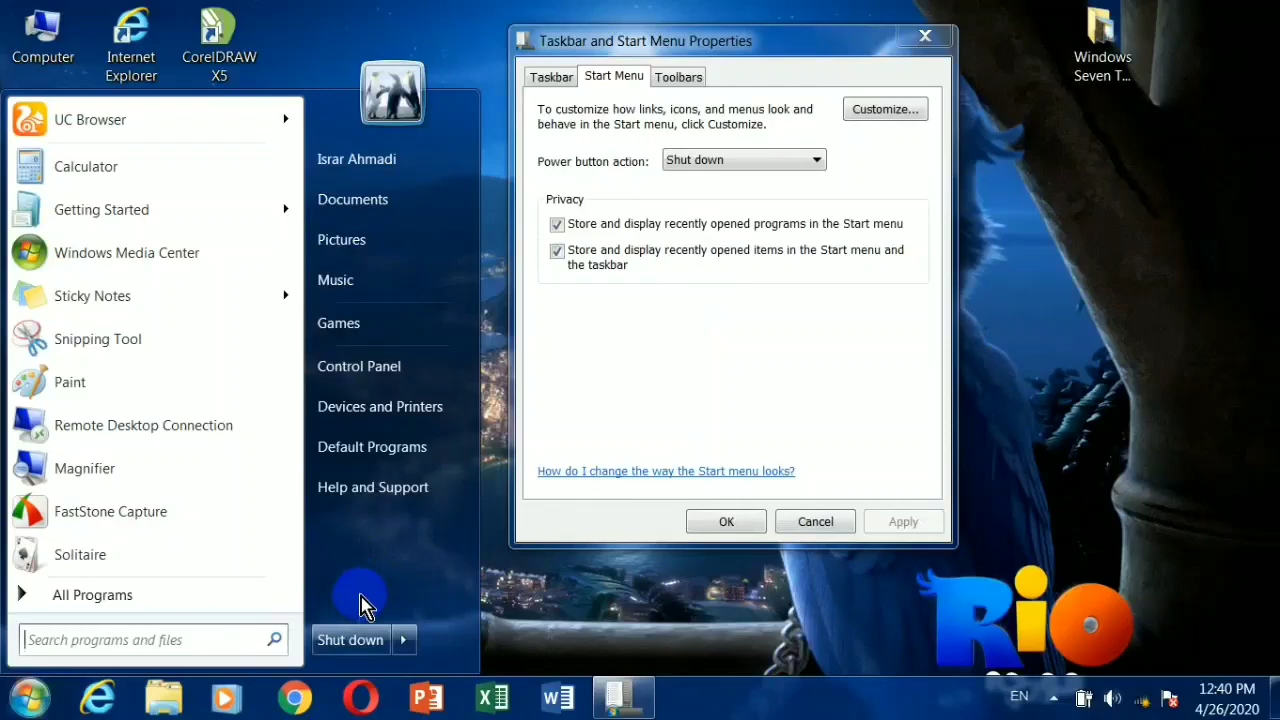 Computer
Internet
Explorer
CorelDRAW
X5
Windows
Seven T...
UC Browser
Calculator
Getting Started
Windows Media Center
Sticky Notes
Snipping Tool
Paint
Remote Desktop Connection
Magnifier
FastStone Capture
Solitaire
All Programs
Search programs and files
Israr Ahmadi
Documents
Pictures
Music
Games
Control Panel
Devices and Printers
Default Programs
Help and Support
Shut down
Taskbar and Start Menu Properties
X
Taskbar Start Menu Toolbars
To customize how links, icons, and menus look and
behave in the Start menu, click Customize.
Customize...
Power button action: Shut down
Privacy
Store and display recently opened programs in the Start menu
Store and display recently opened items in the Start menu and
the taskbar
How do I change the way the Start menu looks?
OK Cancel Apply
Rio
EN
12:40 PM
4/26/2020